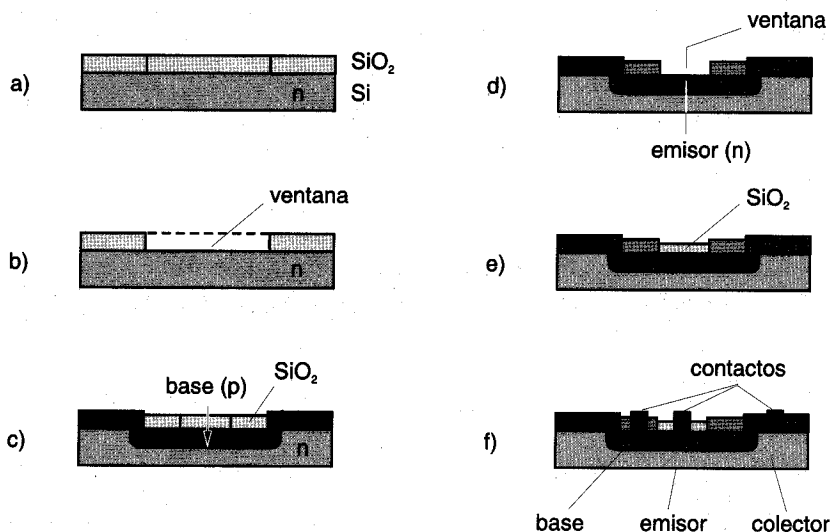 a)
SiO₂
n
Si
b)
ventana
n
c)
base (p)
SiO₂
n
d)
ventana
emisor (n)
e)
SiO₂
f)
contactos
base
emisor
colector